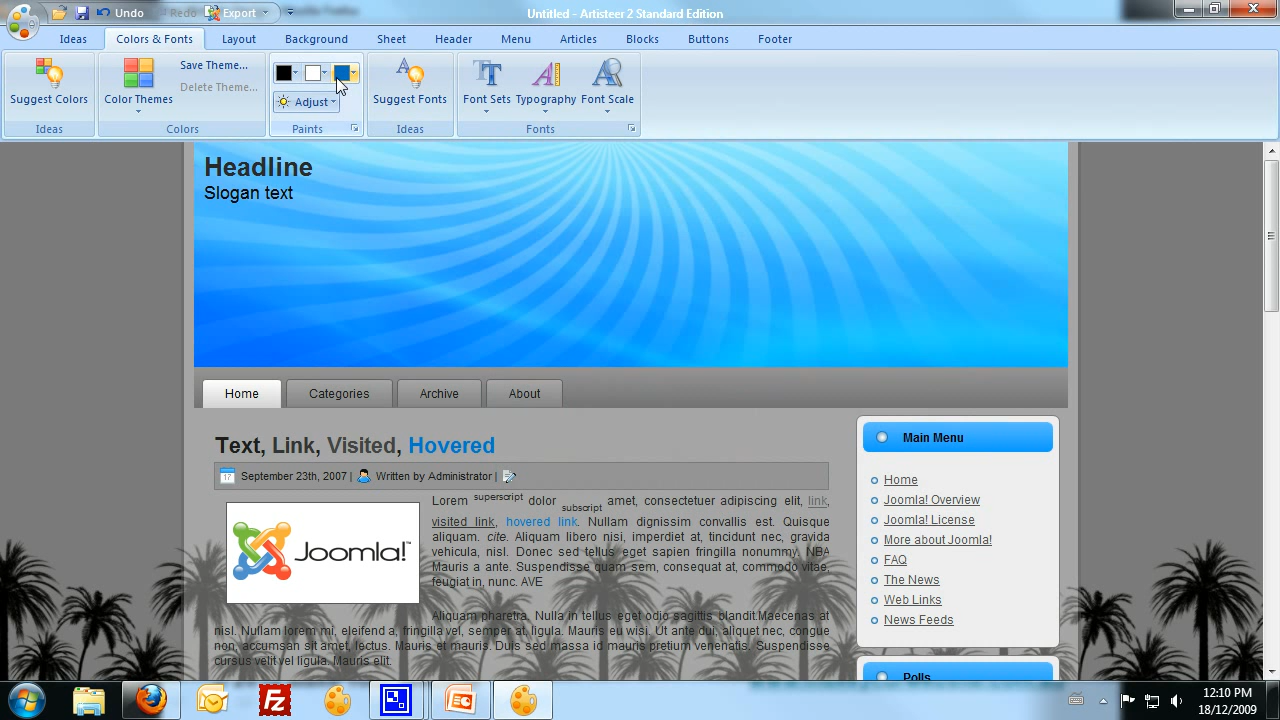 Undo Redo Export
Untitled - Artisteer 2 Standard Edition
Ideas Colors & Fonts Layout Background Sheet Header Menu Articles Blocks Buttons Footer
Suggest Colors
Ideas
Color Themes
Save Theme...
Delete Theme...
Colors
Adjust
Paints
Suggest Fonts
Ideas
Font Sets Typography Font Scale
Fonts
Headline
Slogan text
Home Categories Archive About
Text, Link, Visited, Hovered
17 September 23th, 2007 | Written by Administrator |
Lorem superscript dolor subscript amet, consectetuer adipiscing elit, link,
visited link, hovered link. Nullam dignissim convallis est. Quisque
aliquam. cite. Aliquam libero nisi, imperdiet at, tincidunt nec, gravida
vehicula, nisl. Donec sed tellus eget sapien fringilla nonummy. NBA
Mauris a ante. Suspendisse quam sem, consequat at, commodo vitae,
feugiat in, nunc. AVE
Joomla!™
Aliquam pharetra. Nulla in tellus eget odio sagittis blandit.Maecenas at
nisl. Nullam lorem mi, eleifend a, fringilla vel, semper at, ligula. Mauris eu wisi. Ut ante dui, aliquet nec, congue
non, accumsan sit amet, lectus. Mauris et mauris. Duis sed massa id mauris pretium venenatis. Suspendisse
cursus velit vel ligula. Mauris elit.
Main Menu
Home
Joomla! Overview
Joomla! License
More about Joomla!
FAQ
The News
Web Links
News Feeds
Polls
Fz
12:10 PM
18/12/2009